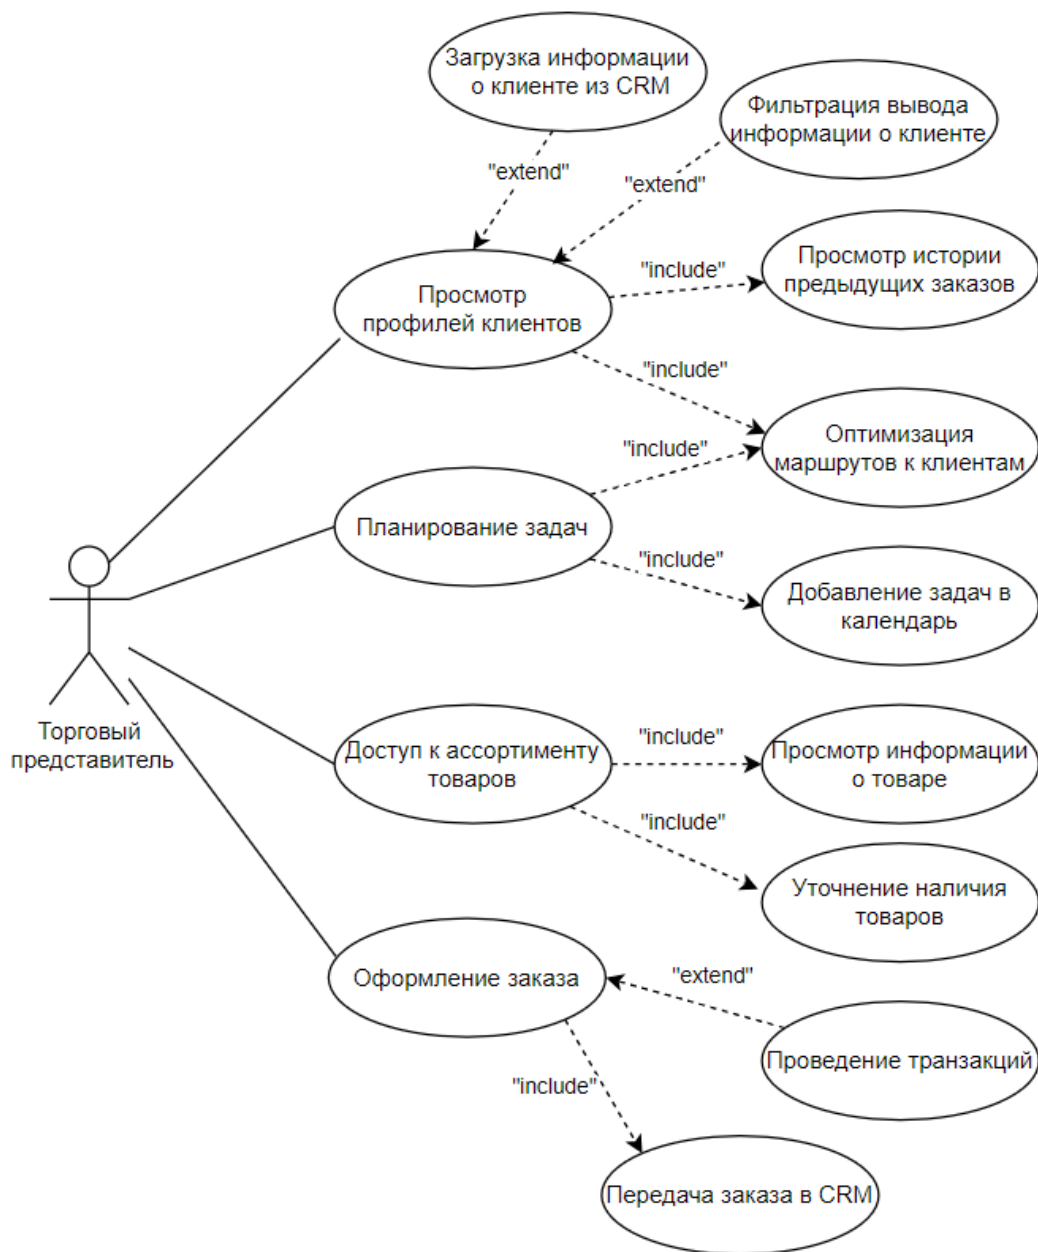 Загрузка информации
о клиенте из CRM
Фильтрация вывода
информации о клиенте
"extend"
"extend"
Просмотр истории
предыдущих заказов
"include"
Просмотр
профилей клиентов
"include"
Оптимизация
маршрутов к клиентам
"include"
Планирование задач
"include"
Добавление задач в
календарь
Торговый
представитель
Доступ к ассортименту
товаров
"include"
Просмотр информации
о товаре
"include"
Уточнение наличия
товаров
Оформление заказа
"extend"
Проведение транзакций
"include"
Передача заказа в CRM